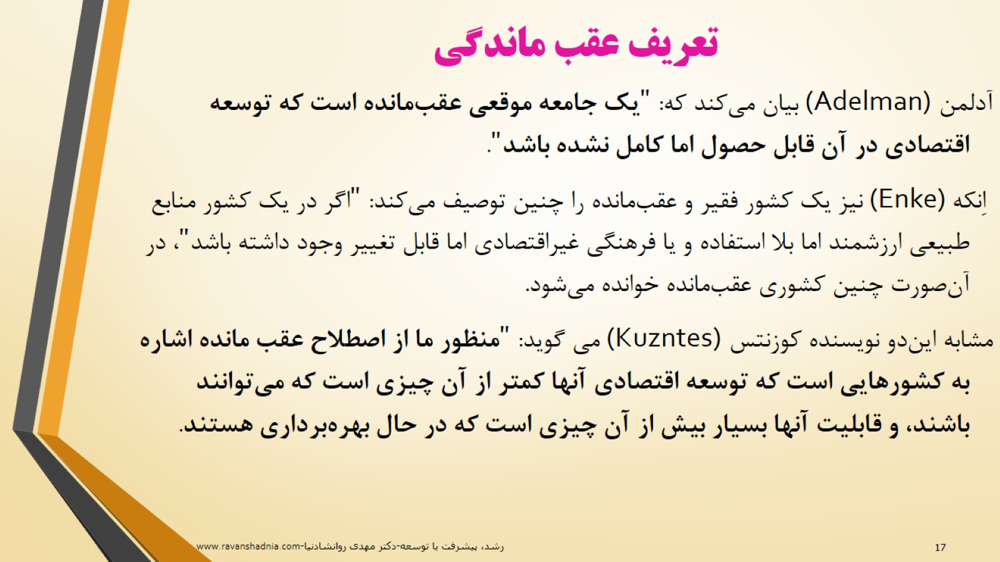 تعریف عقب ماندگی
آدلمن (Adelman) بیان می‌کند که: "یک جامعه موقعی عقب‌مانده است که توسعه
اقتصادی در آن قابل حصول اما کامل نشده باشد".
اِنکه (Enke) نیز یک کشور فقیر و عقب‌مانده را چنین توصیف می‌کند: "اگر در یک کشور منابع
طبیعی ارزشمند اما بلا استفاده و یا فرهنگی غیراقتصادی اما قابل تغییر وجود داشته باشد"، در
آن‌صورت چنین کشوری عقب‌مانده خوانده می‌شود.
مشابه این‌دو نویسنده کوزنتس (Kuzntes) می گوید: "منظور ما از اصطلاح عقب مانده اشاره
به کشورهایی است که توسعه اقتصادی آنها کمتر از آن چیزی است که می‌توانند
باشند، و قابلیت آنها بسیار بیش از آن چیزی است که در حال بهره‌برداری هستند.
رشد، پیشرفت یا توسعه-دکتر مهدی روانشادنیا-www.ravanshadnia.com
17